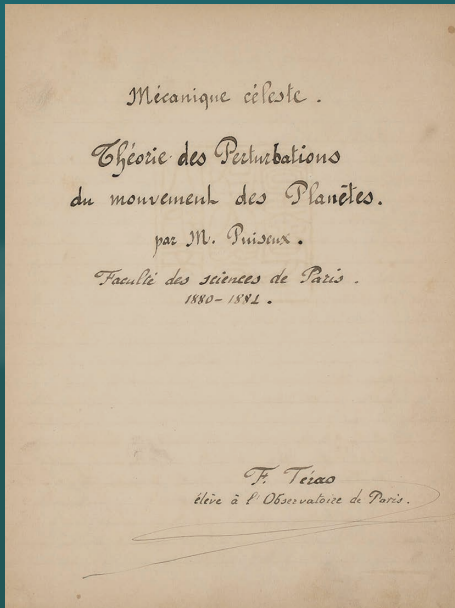 Mécanique céleste.
Théorie des Perturbations
du mouvement des Planètes.
par M. Puiseux.
Faculté des sciences de Paris.
1880-1881.
F. Térao
élève à l'Observatoire de Paris.